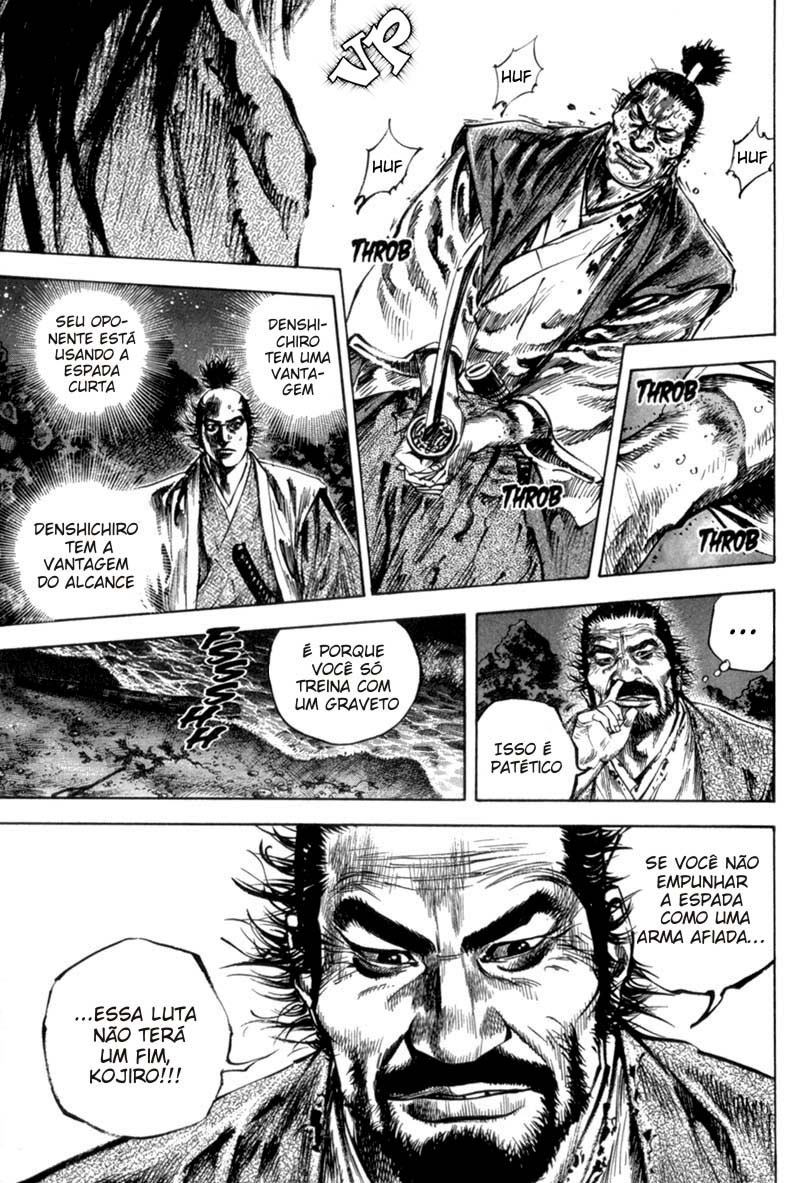 VP
HUF
HUF
HUF
THROB
THROB
THROB
THROB
DENSHI-
CHIRO
TEM UMA
VANTA-
GEM
SEU OPO-
NENTE ESTÁ
USANDO A
ESPADA
CURTA
DENSHICHIRO
TEM A
VANTAGEM
DO ALCANCE
...
ISSO É
PATÉTICO
É PORQUE
VOCÊ SÓ
TREINA COM
UM GRAVETO
FSSSSHH
SE VOCÊ NÃO
EMPUNHAR
A ESPADA
COMO UMA
ARMA AFIADA...
...ESSA LUTA
NÃO TERÁ
UM FIM,
KOJIRO!!!